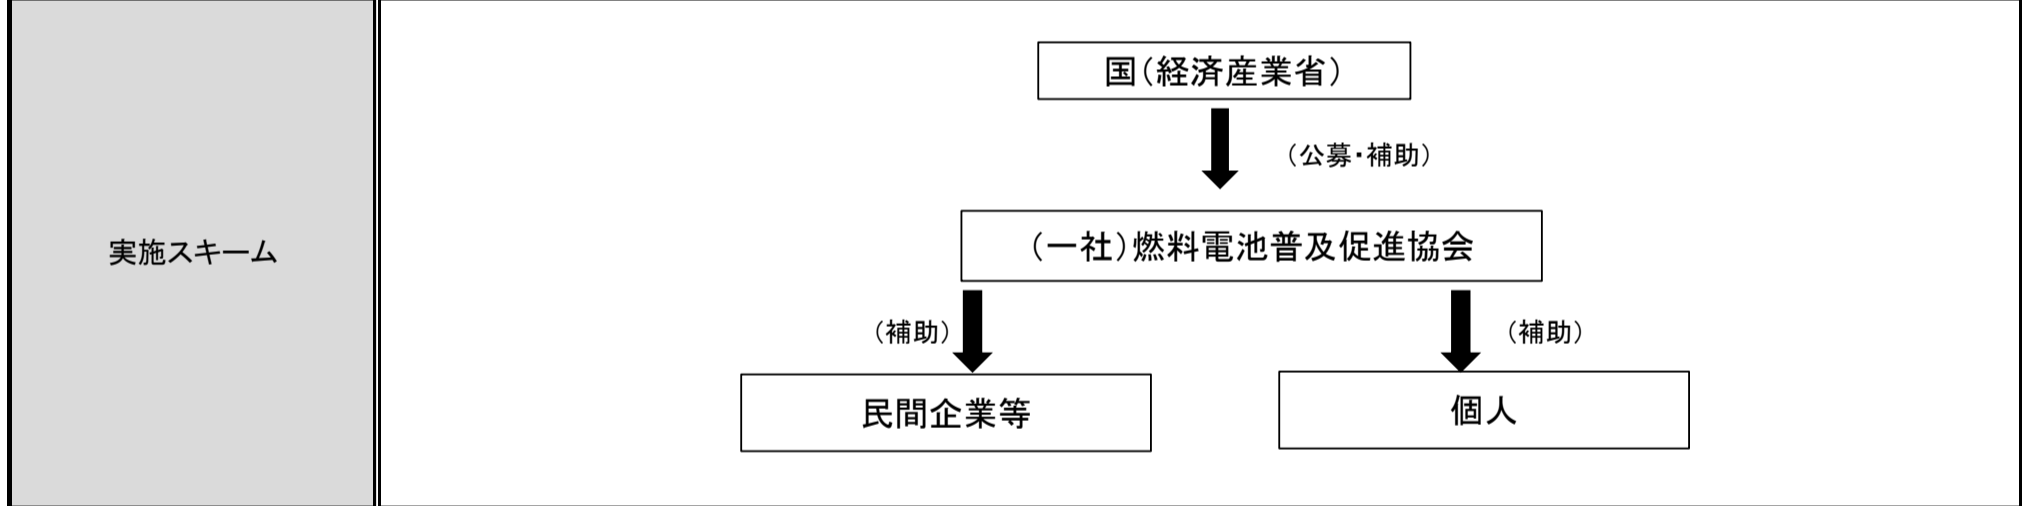 実施スキーム
国（経済産業省）
（公募・補助）
（一社）燃料電池普及促進協会
（補助）
（補助）
民間企業等
個人